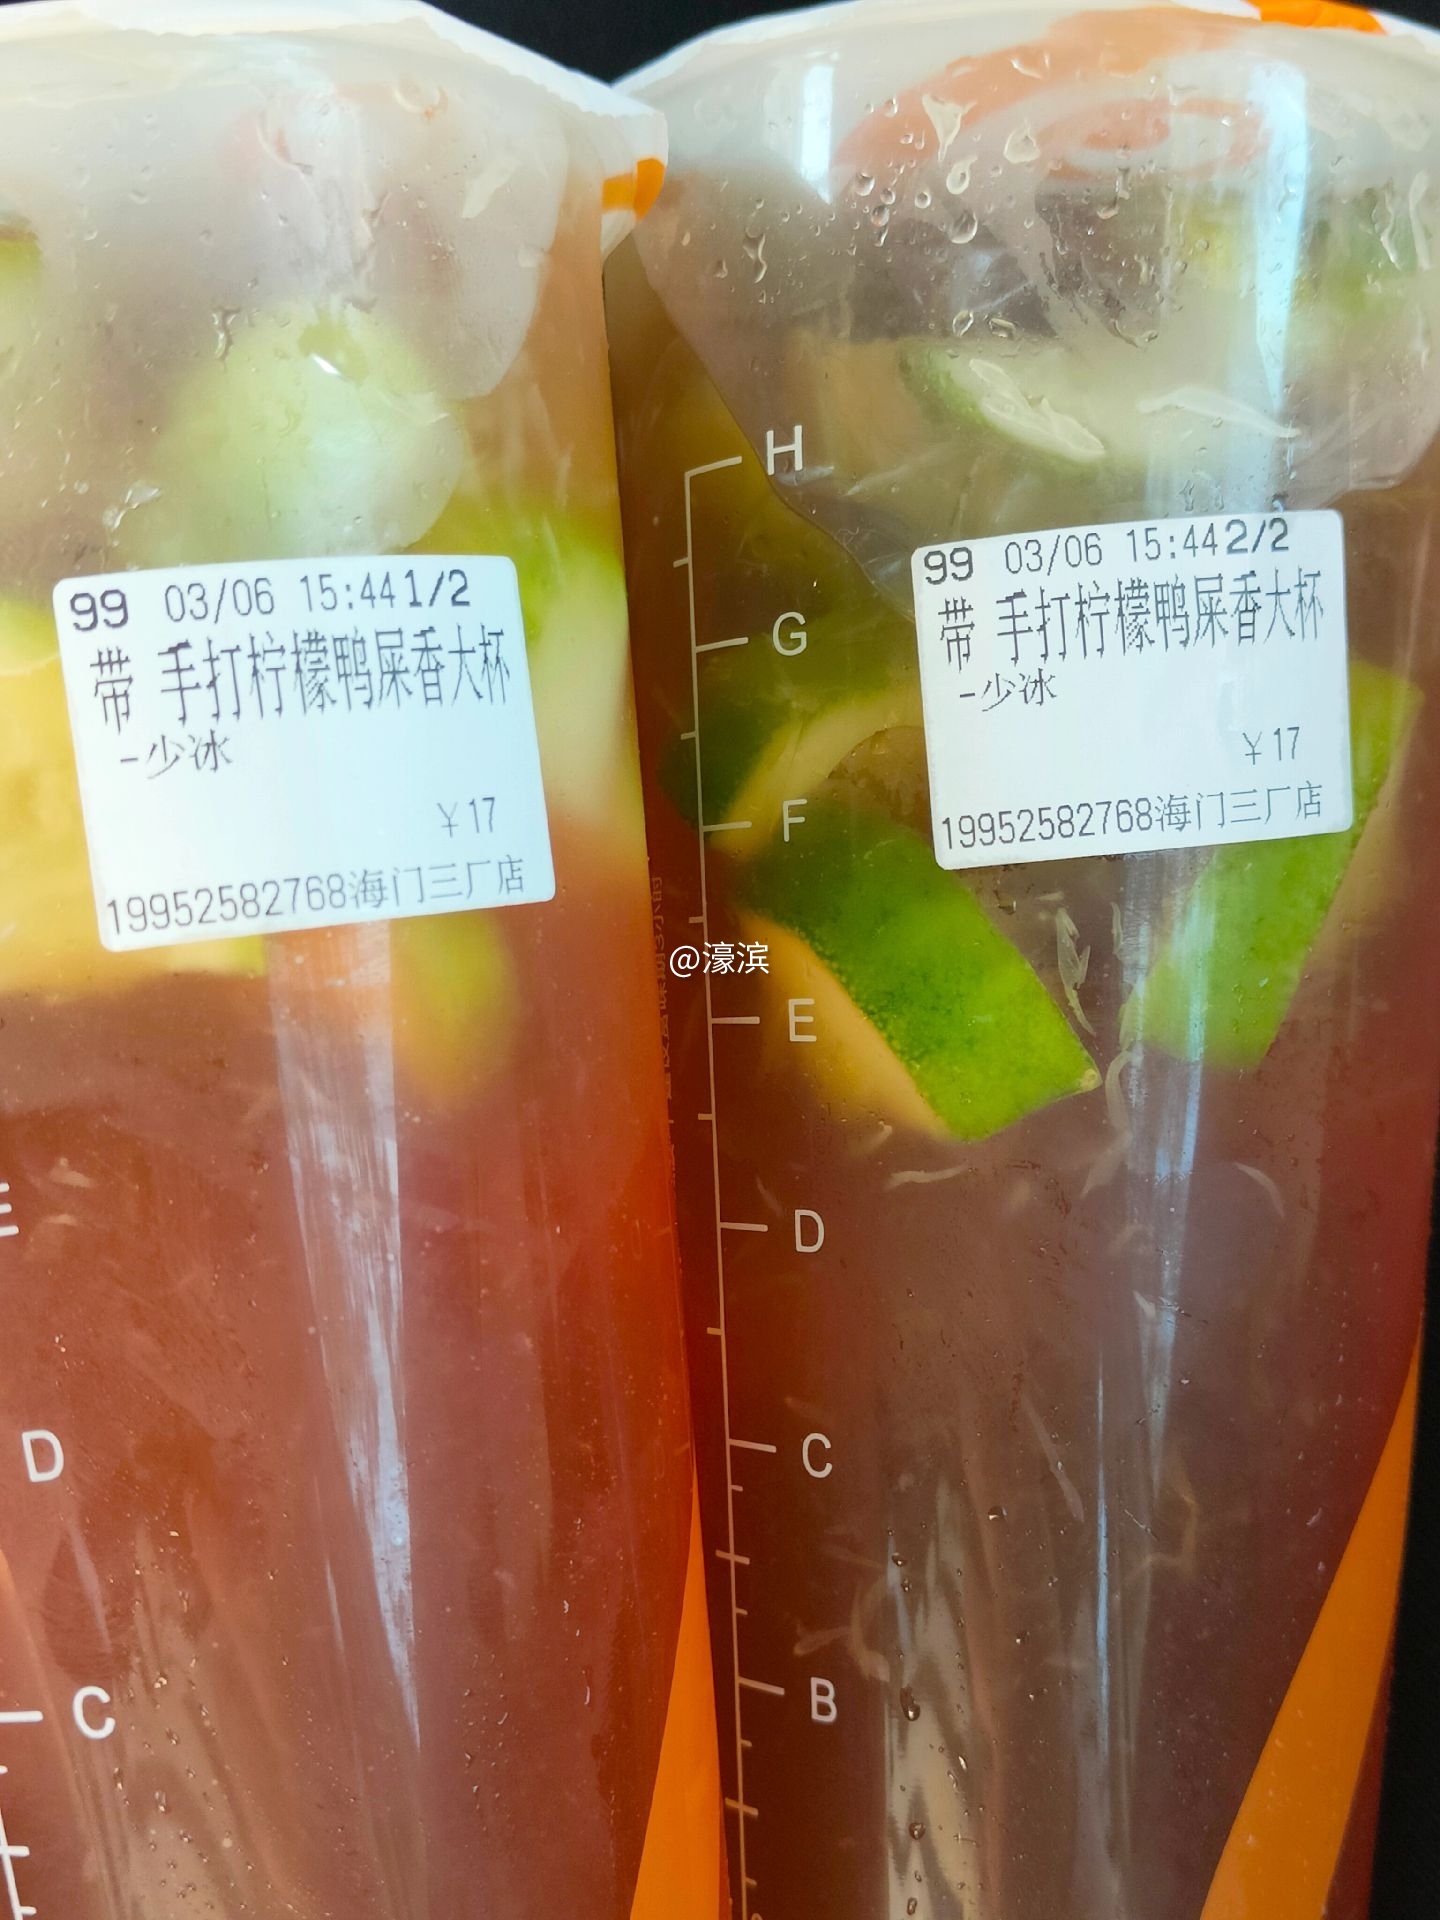 99 03/06 15:44 1/2
带 手打柠檬鸭屎香大杯
-少冰
￥17
19952582768海门三厂店
99 03/06 15:44 2/2
带 手打柠檬鸭屎香大杯
-少冰
￥17
19952582768海门三厂店
@濠滨
H
G
F
E
D
C
B
E
D
C